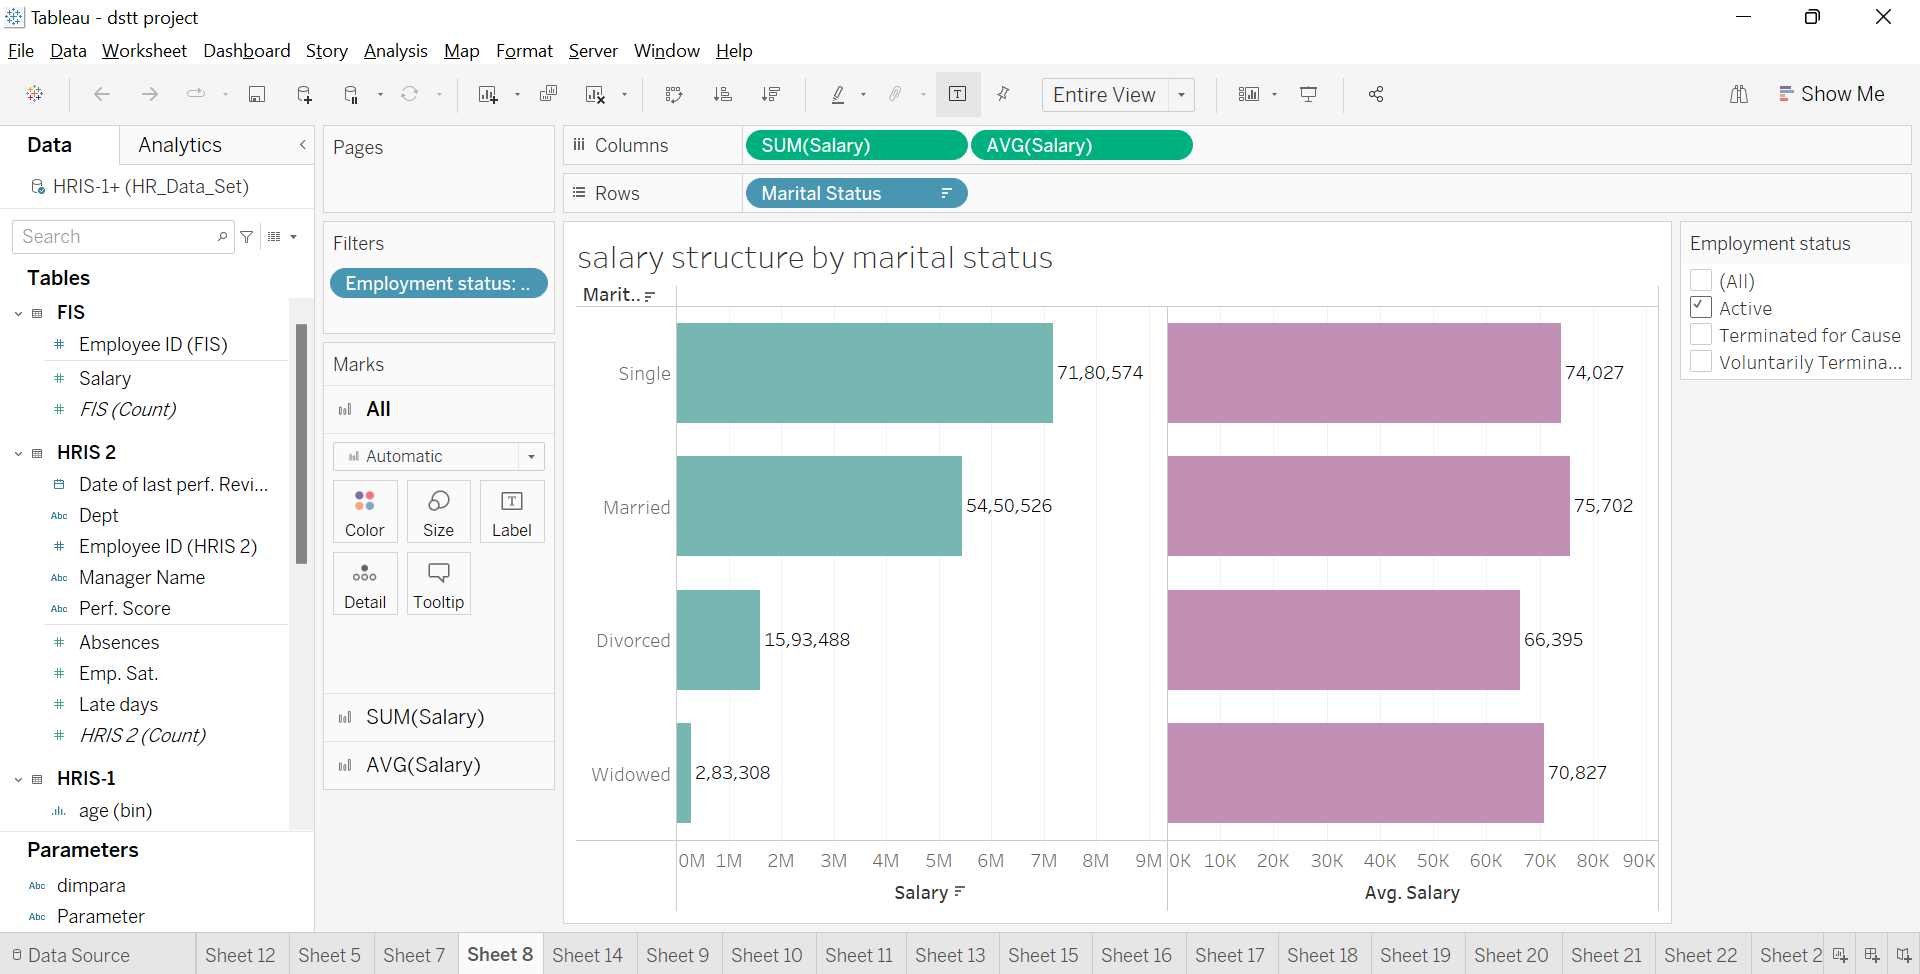 Tableau - dstt project
File Data Worksheet Dashboard Story Analysis Map Format Server Window Help
Entire View
Show Me
Data Analytics
HRIS-1+ (HR_Data_Set)
Search
Tables
FIS
Employee ID (FIS)
Salary
FIS (Count)
HRIS 2
Date of last perf. Revi...
Abc Dept
Employee ID (HRIS 2)
Abc Manager Name
Abc Perf. Score
Absences
Emp. Sat.
Late days
HRIS 2 (Count)
HRIS-1
age (bin)
Parameters
Abc dimpara
Abc Parameter
Pages
Filters
Employment status: ..
Marks
All
Automatic
Color Size Label
Detail Tooltip
SUM(Salary)
AVG(Salary)
Columns SUM(Salary) AVG(Salary)
Rows Marital Status
salary structure by marital status
Marit..
Single 71,80,574 74,027
Married 54,50,526 75,702
Divorced 15,93,488 66,395
Widowed 2,83,308 70,827
0M 1M 2M 3M 4M 5M 6M 7M 8M 9M 0K 10K 20K 30K 40K 50K 60K 70K 80K 90K
Salary Avg. Salary
Employment status
(All)
Active
Terminated for Cause
Voluntarily Termina...
Data Source Sheet 12 Sheet 5 Sheet 7 Sheet 8 Sheet 14 Sheet 9 Sheet 10 Sheet 11 Sheet 13 Sheet 15 Sheet 16 Sheet 17 Sheet 18 Sheet 19 Sheet 20 Sheet 21 Sheet 22 Sheet 2